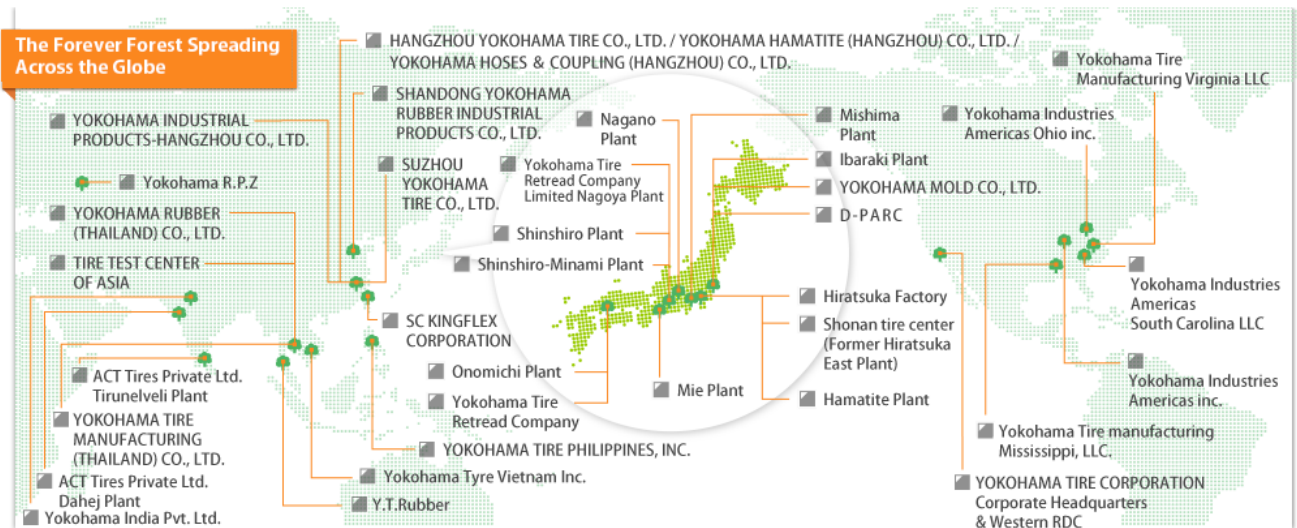 The Forever Forest Spreading
Across the Globe
HANGZHOU YOKOHAMA TIRE CO., LTD. / YOKOHAMA HAMATITE (HANGZHOU) CO., LTD. /
YOKOHAMA HOSES & COUPLING (HANGZHOU) CO., LTD.
SHANDONG YOKOHAMA
RUBBER INDUSTRIAL
PRODUCTS CO., LTD.
YOKOHAMA INDUSTRIAL
PRODUCTS-HANGZHOU CO., LTD.
SUZHOU
YOKOHAMA
TIRE CO., LTD.
Yokohama R.P.Z
YOKOHAMA RUBBER
(THAILAND) CO., LTD.
TIRE TEST CENTER
OF ASIA
SC KINGFLEX
CORPORATION
ACT Tires Private Ltd.
Tirunelveli Plant
YOKOHAMA TIRE
MANUFACTURING
(THAILAND) CO., LTD.
ACT Tires Private Ltd.
Dahej Plant
Yokohama India Pvt. Ltd.
YOKOHAMA TIRE PHILIPPINES, INC.
Yokohama Tyre Vietnam Inc.
Y.T.Rubber
Nagano
Plant
Yokohama Tire
Retread Company
Limited Nagoya Plant
Shinshiro Plant
Shinshiro-Minami Plant
Onomichi Plant
Yokohama Tire
Retread Company
Mie Plant
Mishima
Plant
Ibaraki Plant
YOKOHAMA MOLD CO., LTD.
D-PARC
Hiratsuka Factory
Shonan tire center
(Former Hiratsuka
East Plant)
Hamatite Plant
Yokohama Tire
Manufacturing Virginia LLC
Yokohama Industries
Americas Ohio inc.
Yokohama Industries
Americas
South Carolina LLC
Yokohama Industries
Americas inc.
Yokohama Tire manufacturing
Mississippi, LLC.
YOKOHAMA TIRE CORPORATION
Corporate Headquarters
& Western RDC